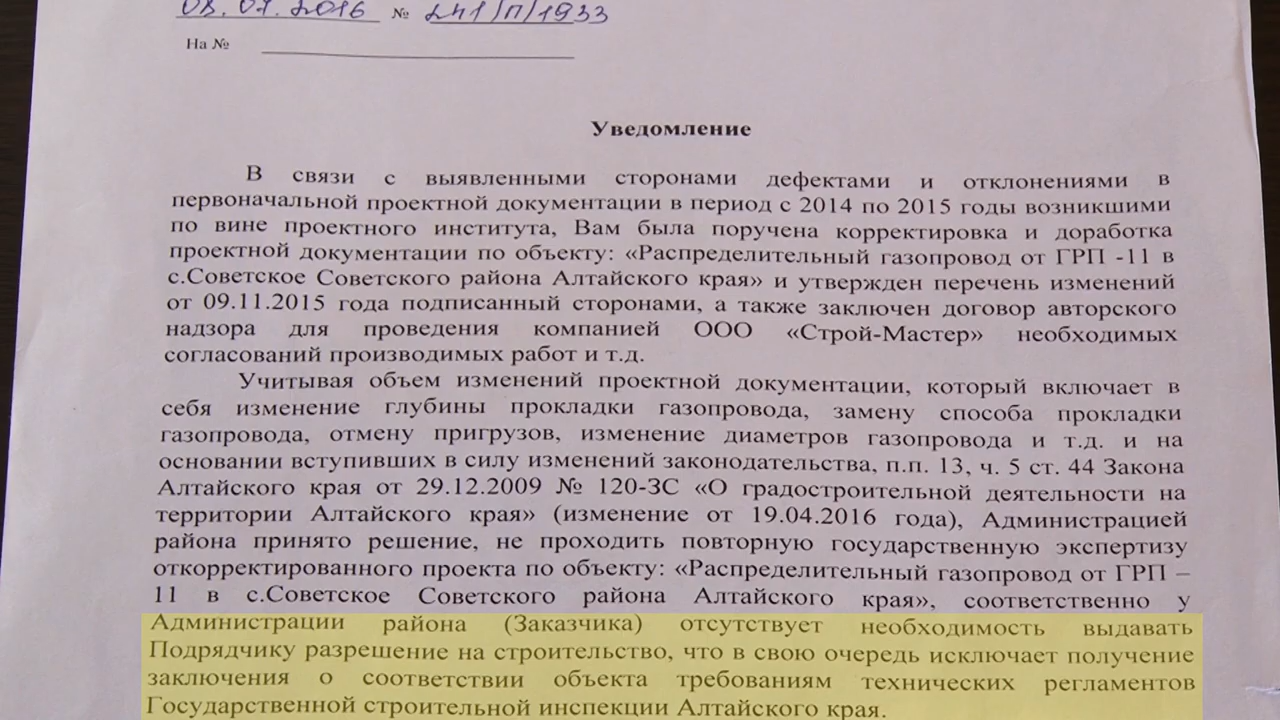 08.07.2016 № 241/П/1933
На №
Уведомление
В связи с выявленными сторонами дефектами и отклонениями в
первоначальной проектной документации в период с 2014 по 2015 годы возникшими
по вине проектного института, Вам была поручена корректировка и доработка
проектной документации по объекту: «Распределительный газопровод от ГРП -11 в
с.Советское Советского района Алтайского края» и утвержден перечень изменений
от 09.11.2015 года подписанный сторонами, а также заключен договор авторского
надзора для проведения компанией ООО «Строй-Мастер» необходимых
согласований производимых работ и т.д.
Учитывая объем изменений проектной документации, который включает в
себя изменение глубины прокладки газопровода, замену способа прокладки
газопровода, отмену пригрузов, изменение диаметров газопровода и т.д. и на
основании вступивших в силу изменений законодательства, п.п. 13, ч. 5 ст. 44 Закона
Алтайского края от 29.12.2009 № 120-ЗС «О градостроительной деятельности на
территории Алтайского края» (изменение от 19.04.2016 года), Администрацией
района принято решение, не проходить повторную государственную экспертизу
откорректированного проекта по объекту: «Распределительный газопровод от ГРП –
11 в с.Советское Советского района Алтайского края», соответственно у
Администрации района (Заказчика) отсутствует необходимость выдавать
Подрядчику разрешение на строительство, что в свою очередь исключает получение
заключения о соответствии объекта требованиям технических регламентов
Государственной строительной инспекции Алтайского края.